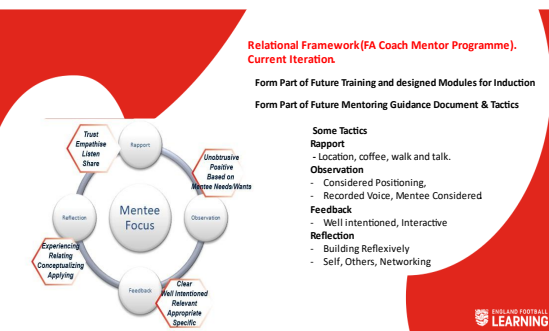 Relational Framework (FA Coach Mentor Programme).
Current Iteration.
Form Part of Future Training and designed Modules for Induction
Form Part of Future Mentoring Guidance Document & Tactics
Trust
Empathise
Listen
Share
Rapport
Unobtrusive
Positive
Based on
Mentee Needs/Wants
Reflection
Mentee
Focus
Observation
Experiencing
Relating
Conceptualizing
Applying
Feedback
Clear
Well Intentioned
Relevant
Appropriate
Specific
Some Tactics
Rapport
- Location, coffee, walk and talk.
Observation
- Considered Positioning,
- Recorded Voice, Mentee Considered.
Feedback
- Well intentioned, Interactive
Reflection
- Building Reflexively
- Self, Others, Networking
ENGLAND FOOTBALL
LEARNING